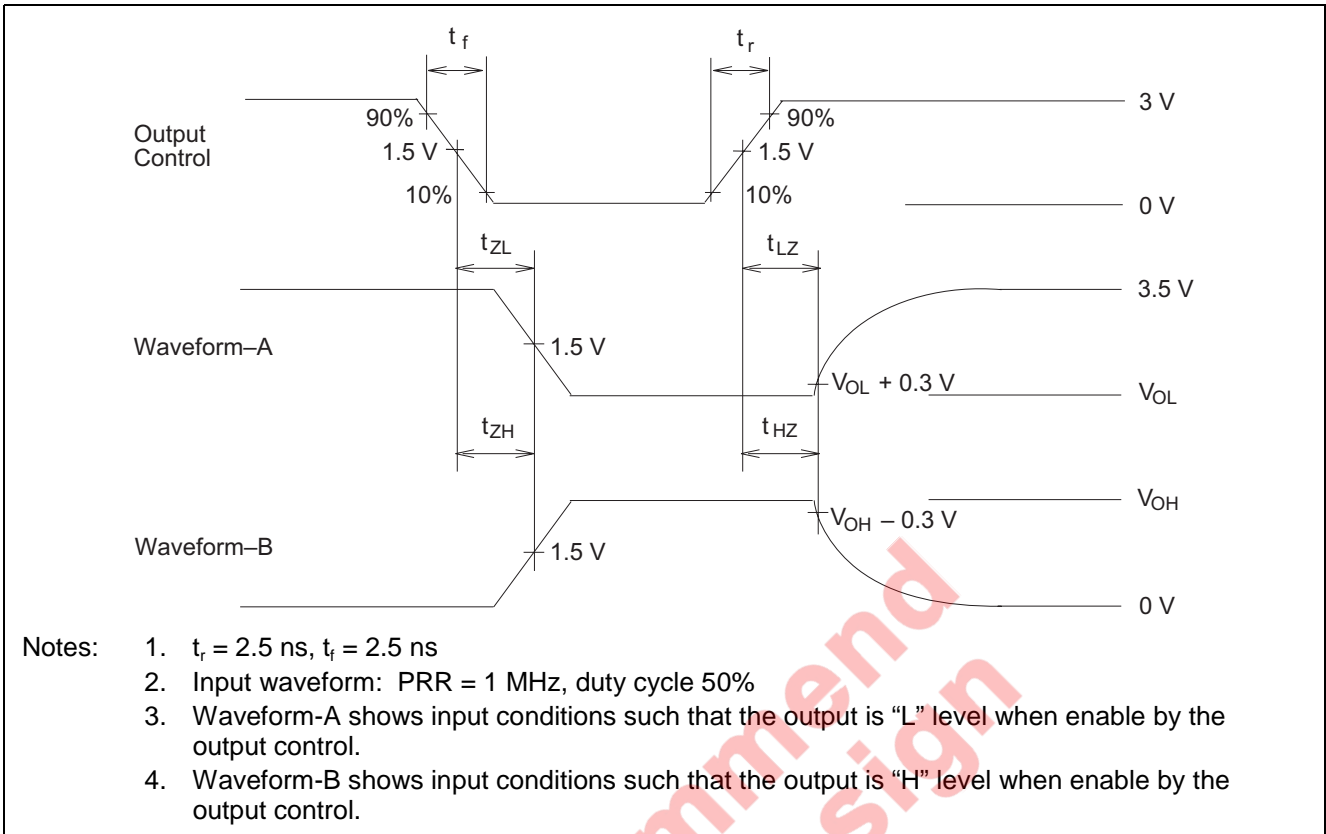 t f
t r
3 V
90%
90%
Output
Control
1.5 V
1.5 V
10%
10%
0 V
tZL
tLZ
3.5 V
Waveform–A
1.5 V
VOL + 0.3 V
VOL
tZH
t HZ
VOH
VOH – 0.3 V
Waveform–B
1.5 V
0 V
Notes: 1. tr = 2.5 ns, tf = 2.5 ns
2. Input waveform: PRR = 1 MHz, duty cycle 50%
3. Waveform-A shows input conditions such that the output is “L” level when enable by the
output control.
4. Waveform-B shows input conditions such that the output is “H” level when enable by the
output control.